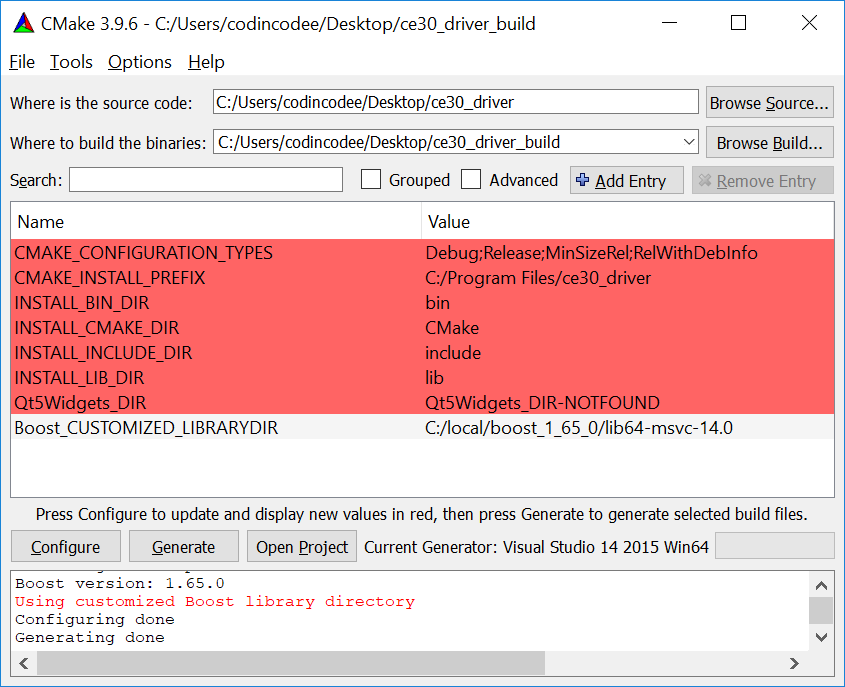 CMake 3.9.6 - C:/Users/codincodee/Desktop/ce30_driver_build
File Tools Options Help
Where is the source code: C:/Users/codincodee/Desktop/ce30_driver Browse Source...
Where to build the binaries: C:/Users/codincodee/Desktop/ce30_driver_build Browse Build...
Search: Grouped Advanced Add Entry Remove Entry
Name Value
CMAKE_CONFIGURATION_TYPES Debug;Release;MinSizeRel;RelWithDebInfo
CMAKE_INSTALL_PREFIX C:/Program Files/ce30_driver
INSTALL_BIN_DIR bin
INSTALL_CMAKE_DIR CMake
INSTALL_INCLUDE_DIR include
INSTALL_LIB_DIR lib
Qt5Widgets_DIR Qt5Widgets_DIR-NOTFOUND
Boost_CUSTOMIZED_LIBRARYDIR C:/local/boost_1_65_0/lib64-msvc-14.0
Press Configure to update and display new values in red, then press Generate to generate selected build files.
Configure Generate Open Project Current Generator: Visual Studio 14 2015 Win64
Boost version: 1.65.0
Using customized Boost library directory
Configuring done
Generating done